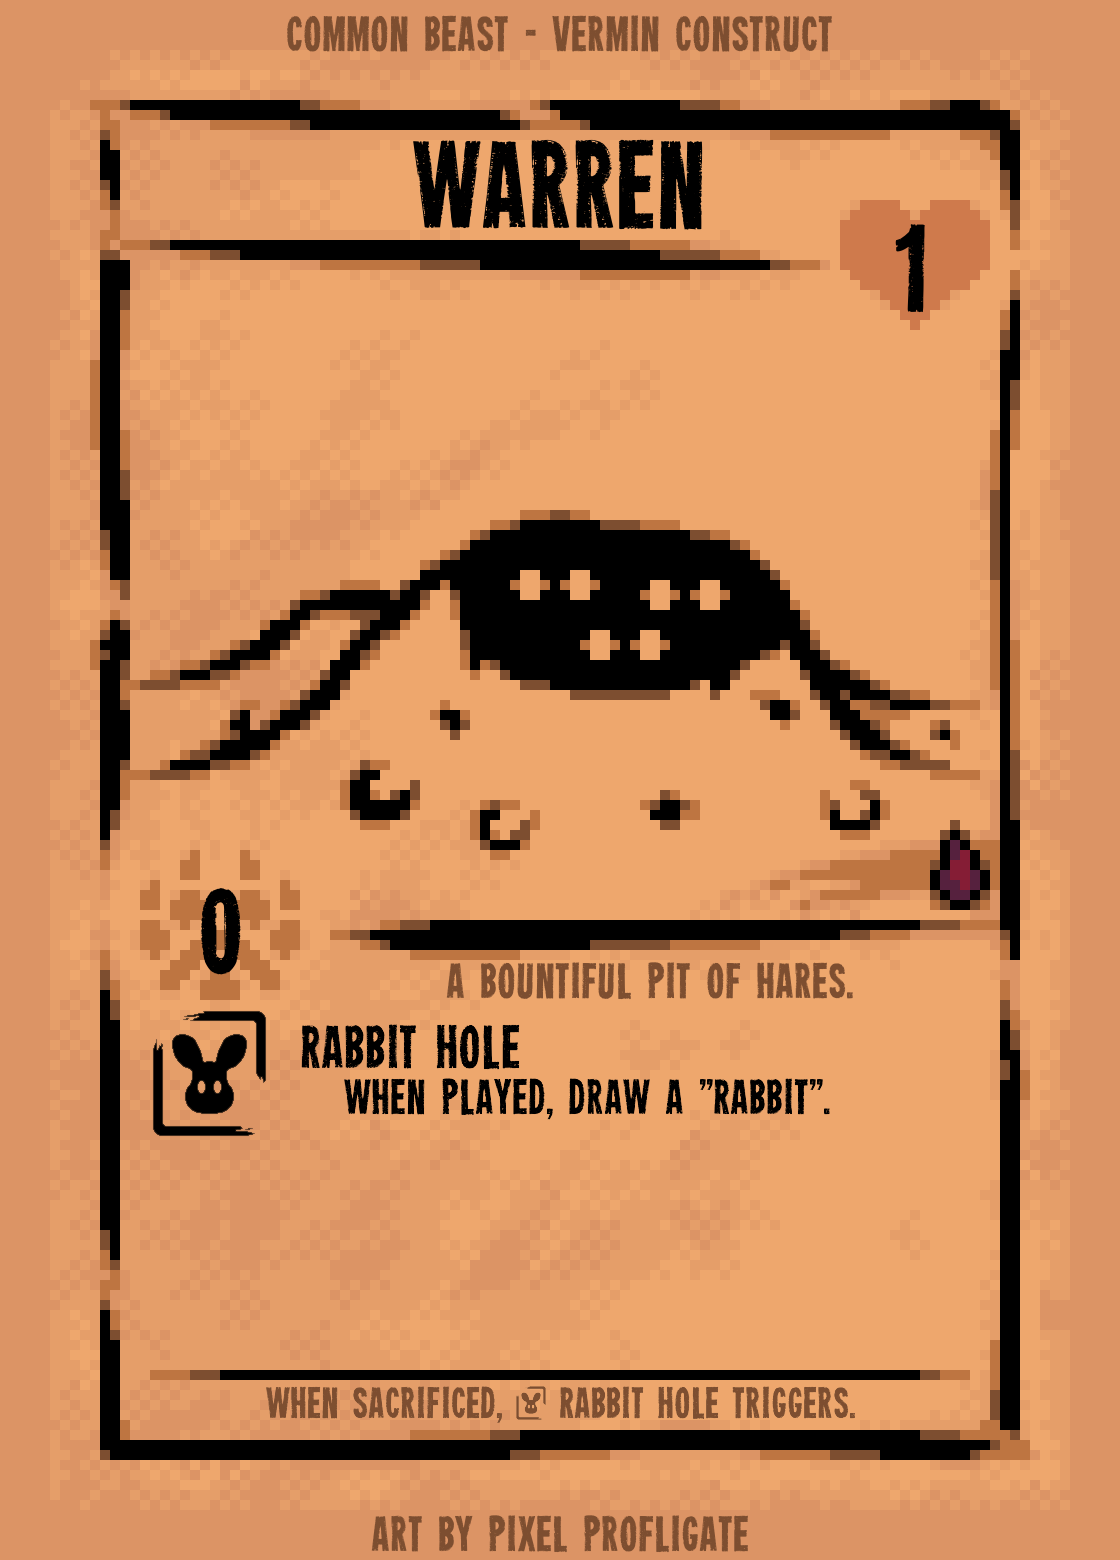 COMMON BEAST - VERMIN CONSTRUCT
WARREN
1
0
A BOUNTIFUL PIT OF HARES.
RABBIT HOLE
WHEN PLAYED, DRAW A "RABBIT".
WHEN SACRIFICED, RABBIT HOLE TRIGGERS.
ART BY PIXEL PROFLIGATE